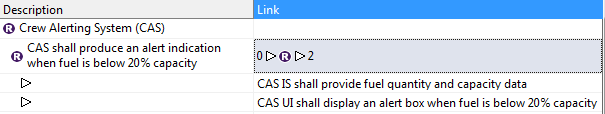 Description Link
R Crew Alerting System (CAS)
R CAS shall produce an alert indication
when fuel is below 20% capacity
0 ▷ R ▷ 2
▷ CAS IS shall provide fuel quantity and capacity data
▷ CAS UI shall display an alert box when fuel is below 20% capacity